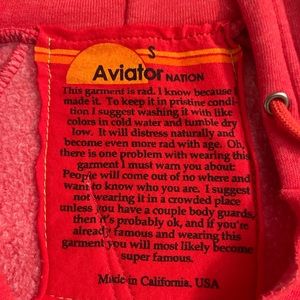 S
Aviator NATION
This garment is rad. I know because I
made it. To keep it in pristine condi-
tion I suggest washing it with like
colors in cold water and tumble dry
low. It will distress naturally and
become even more rad with age. Oh,
there is one problem with wearing this
garment I must warn you about:
People will come out of no where and
want to know who you are. I suggest
not wearing it in a crowded place
unless you have a couple body guards,
then it's probably ok, and if you're
already famous and wearing this
garment you will most likely become
super famous.
Made in California, USA